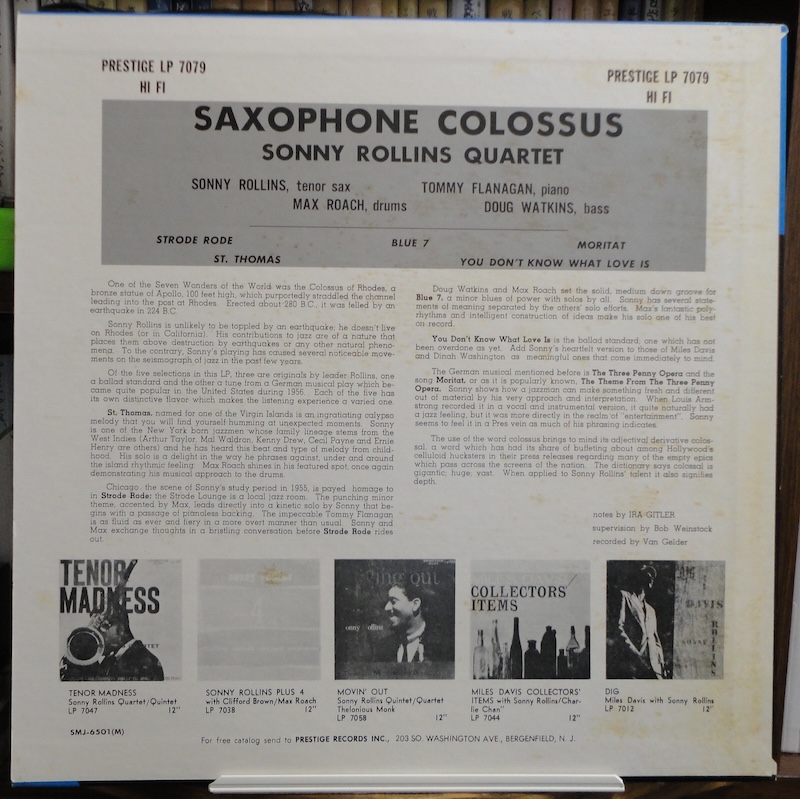 PRESTIGE LP 7079
HI FI
PRESTIGE LP 7079
HI FI
SAXOPHONE COLOSSUS
SONNY ROLLINS QUARTET
SONNY ROLLINS, tenor sax TOMMY FLANAGAN, piano
MAX ROACH, drums DOUG WATKINS, bass
STRODE RODE BLUE 7 MORITAT
ST. THOMAS YOU DON'T KNOW WHAT LOVE IS
One of the Seven Wonders of the World was the Colossus of Rhodes, a
bronze statue of Apollo, 100 feet high, which purportedly straddled the channel
leading into the post at Rhodes. Erected about 280 B.C., it was felled by an
earthquake in 224 B.C.
Sonny Rollins is unlikely to be toppled by an earthquake; he doesn't live
on Rhodes (or in California). His contributions to jazz are of a nature that
places them above destruction by earthquakes or any other natural pheno-
mena. To the contrary, Sonny's playing has caused several noticeable move-
ments on the seismograph of jazz in the past few years.
Of the five selections in this LP, three are originals by leader Rollins, one
a ballad standard and the other a tune from a German musical play which be-
came quite popular in the United States during 1956. Each of the five has
its own distinctive flavor which makes the listening experience a varied one.
St. Thomas, named for one of the Virgin Islands is an ingratiating calypso
melody that you will find yourself humming at unexpected moments. Sonny
is one of the New York born jazzmen whose family lineage stems from the
West Indies (Arthur Taylor, Mal Waldron, Kenny Drew, Cecil Payne and Ernie
Henry are others) and he has heard this beat and type of melody from child-
hood. His solo is a delight in the way he phrases against, under and around
the island rhythmic feeling. Max Roach shines in his featured spot, once again
demonstrating his musical approach to the drums.
Chicago, the scene of Sonny's study period in 1955, is payed homage to
in Strode Rode; the Strode Lounge is a local jazz room. The punching minor
theme, accented by Max, leads directly into a kinetic solo by Sonny that be-
gins with a passage of pianoless backing. The impeccable Tommy Flanagan
is as fluid as ever and fiery in a more overt manner than usual. Sonny and
Max exchange thoughts in a bristling conversation before Strode Rode rides
out.
Doug Watkins and Max Roach set the solid, medium down groove for
Blue 7, a minor blues of power with solos by all. Sonny has several state-
ments of meaning separated by the others' solo efforts. Max's fantastic poly-
rhythms and intelligent construction of ideas make his solo one of his best
on record.
You Don't Know What Love Is is the ballad standard; one which has not
been overdone as yet. Add Sonny's heartfelt version to those of Miles Davis
and Dinah Washington as meaningful ones that come immediately to mind.
The German musical mentioned before is The Three Penny Opera and the
song Moritat, or as it is popularly known, The Theme From The Three Penny
Opera. Sonny shows how a jazzman can make something fresh and different
out of material by his very approach and interpretation. When Louis Arm-
strong recorded it in a vocal and instrumental version, it quite naturally had
a jazz feeling, but it was more directly in the realm of "entertainment". Sonny
seems to feel it in a Pres vein as much of his phrasing indicates.
The use of the word colossus brings to mind its adjectival derivative colos-
sal, a word which has had its share of buffeting about among Hollywood's
celluloid hucksters in their press releases regarding many of the empty epics
which pass across the screens of the nation. The dictionary says colossal is
gigantic; huge; vast. When applied to Sonny Rollins' talent it also signifies
depth.
notes by IRA GITLER
supervision by Bob Weinstock
recorded by Van Gelder
TENOR
MADNESS
COLLECTORS'
ITEMS
TENOR MADNESS
Sonny Rollins Quartet/Quintet
LP 7047
SONNY ROLLINS PLUS 4
with Clifford Brown/Max Roach
LP 7038 12"
MOVIN' OUT
Sonny Rollins Quintet/Quartet
Thelonious Monk
LP 7058 12"
MILES DAVIS COLLECTORS'
ITEMS with Sonny Rollins/Char-
lie Chan"
LP 7044 12"
DIG
Miles Davis with Sonny Rollins
LP 7012 12"
12"
SMJ-6501(M)
For free catalog send to PRESTIGE RECORDS INC., 203 SO. WASHINGTON AVE., BERGENFIELD, N. J.